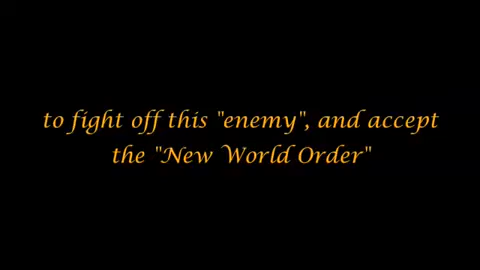 to fight off this "enemy", and accept
the "New World Order"